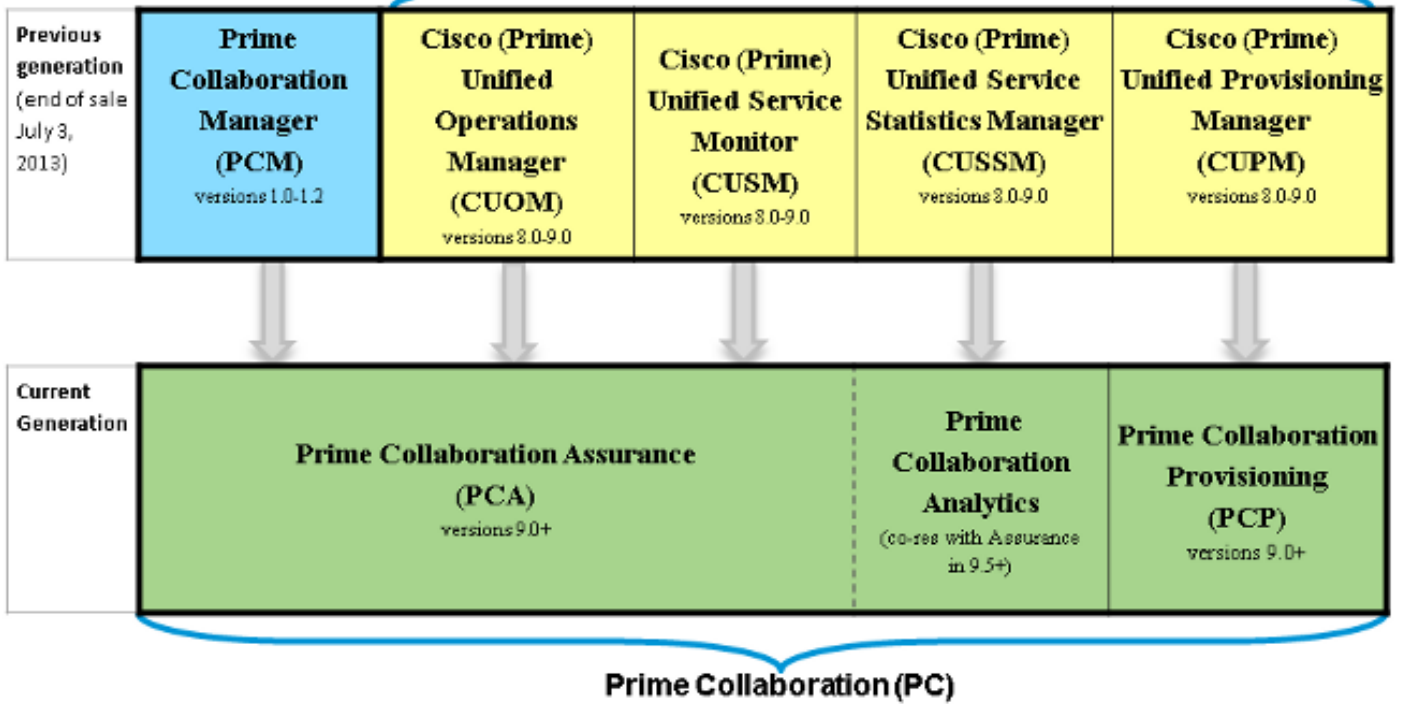 Previous
generation
(end of sale
July 3,
2013)
Prime
Collaboration
Manager
(PCM)
versions 1.0-1.2
Cisco (Prime)
Unified
Operations
Manager
(CUOM)
versions 8.0-9.0
Cisco (Prime)
Unified Service
Monitor
(CUSM)
versions 8.0-9.0
Cisco (Prime)
Unified Service
Statistics Manager
(CUSSM)
versions 8.0-9.0
Cisco (Prime)
Unified Provisioning
Manager
(CUPM)
versions 8.0-9.0
Current
Generation
Prime Collaboration Assurance
(PCA)
versions 9.0+
Prime
Collaboration
Analytics
(co-res with Assurance
in 9.5+)
Prime Collaboration
Provisioning
(PCP)
versions 9.0+
Prime Collaboration (PC)